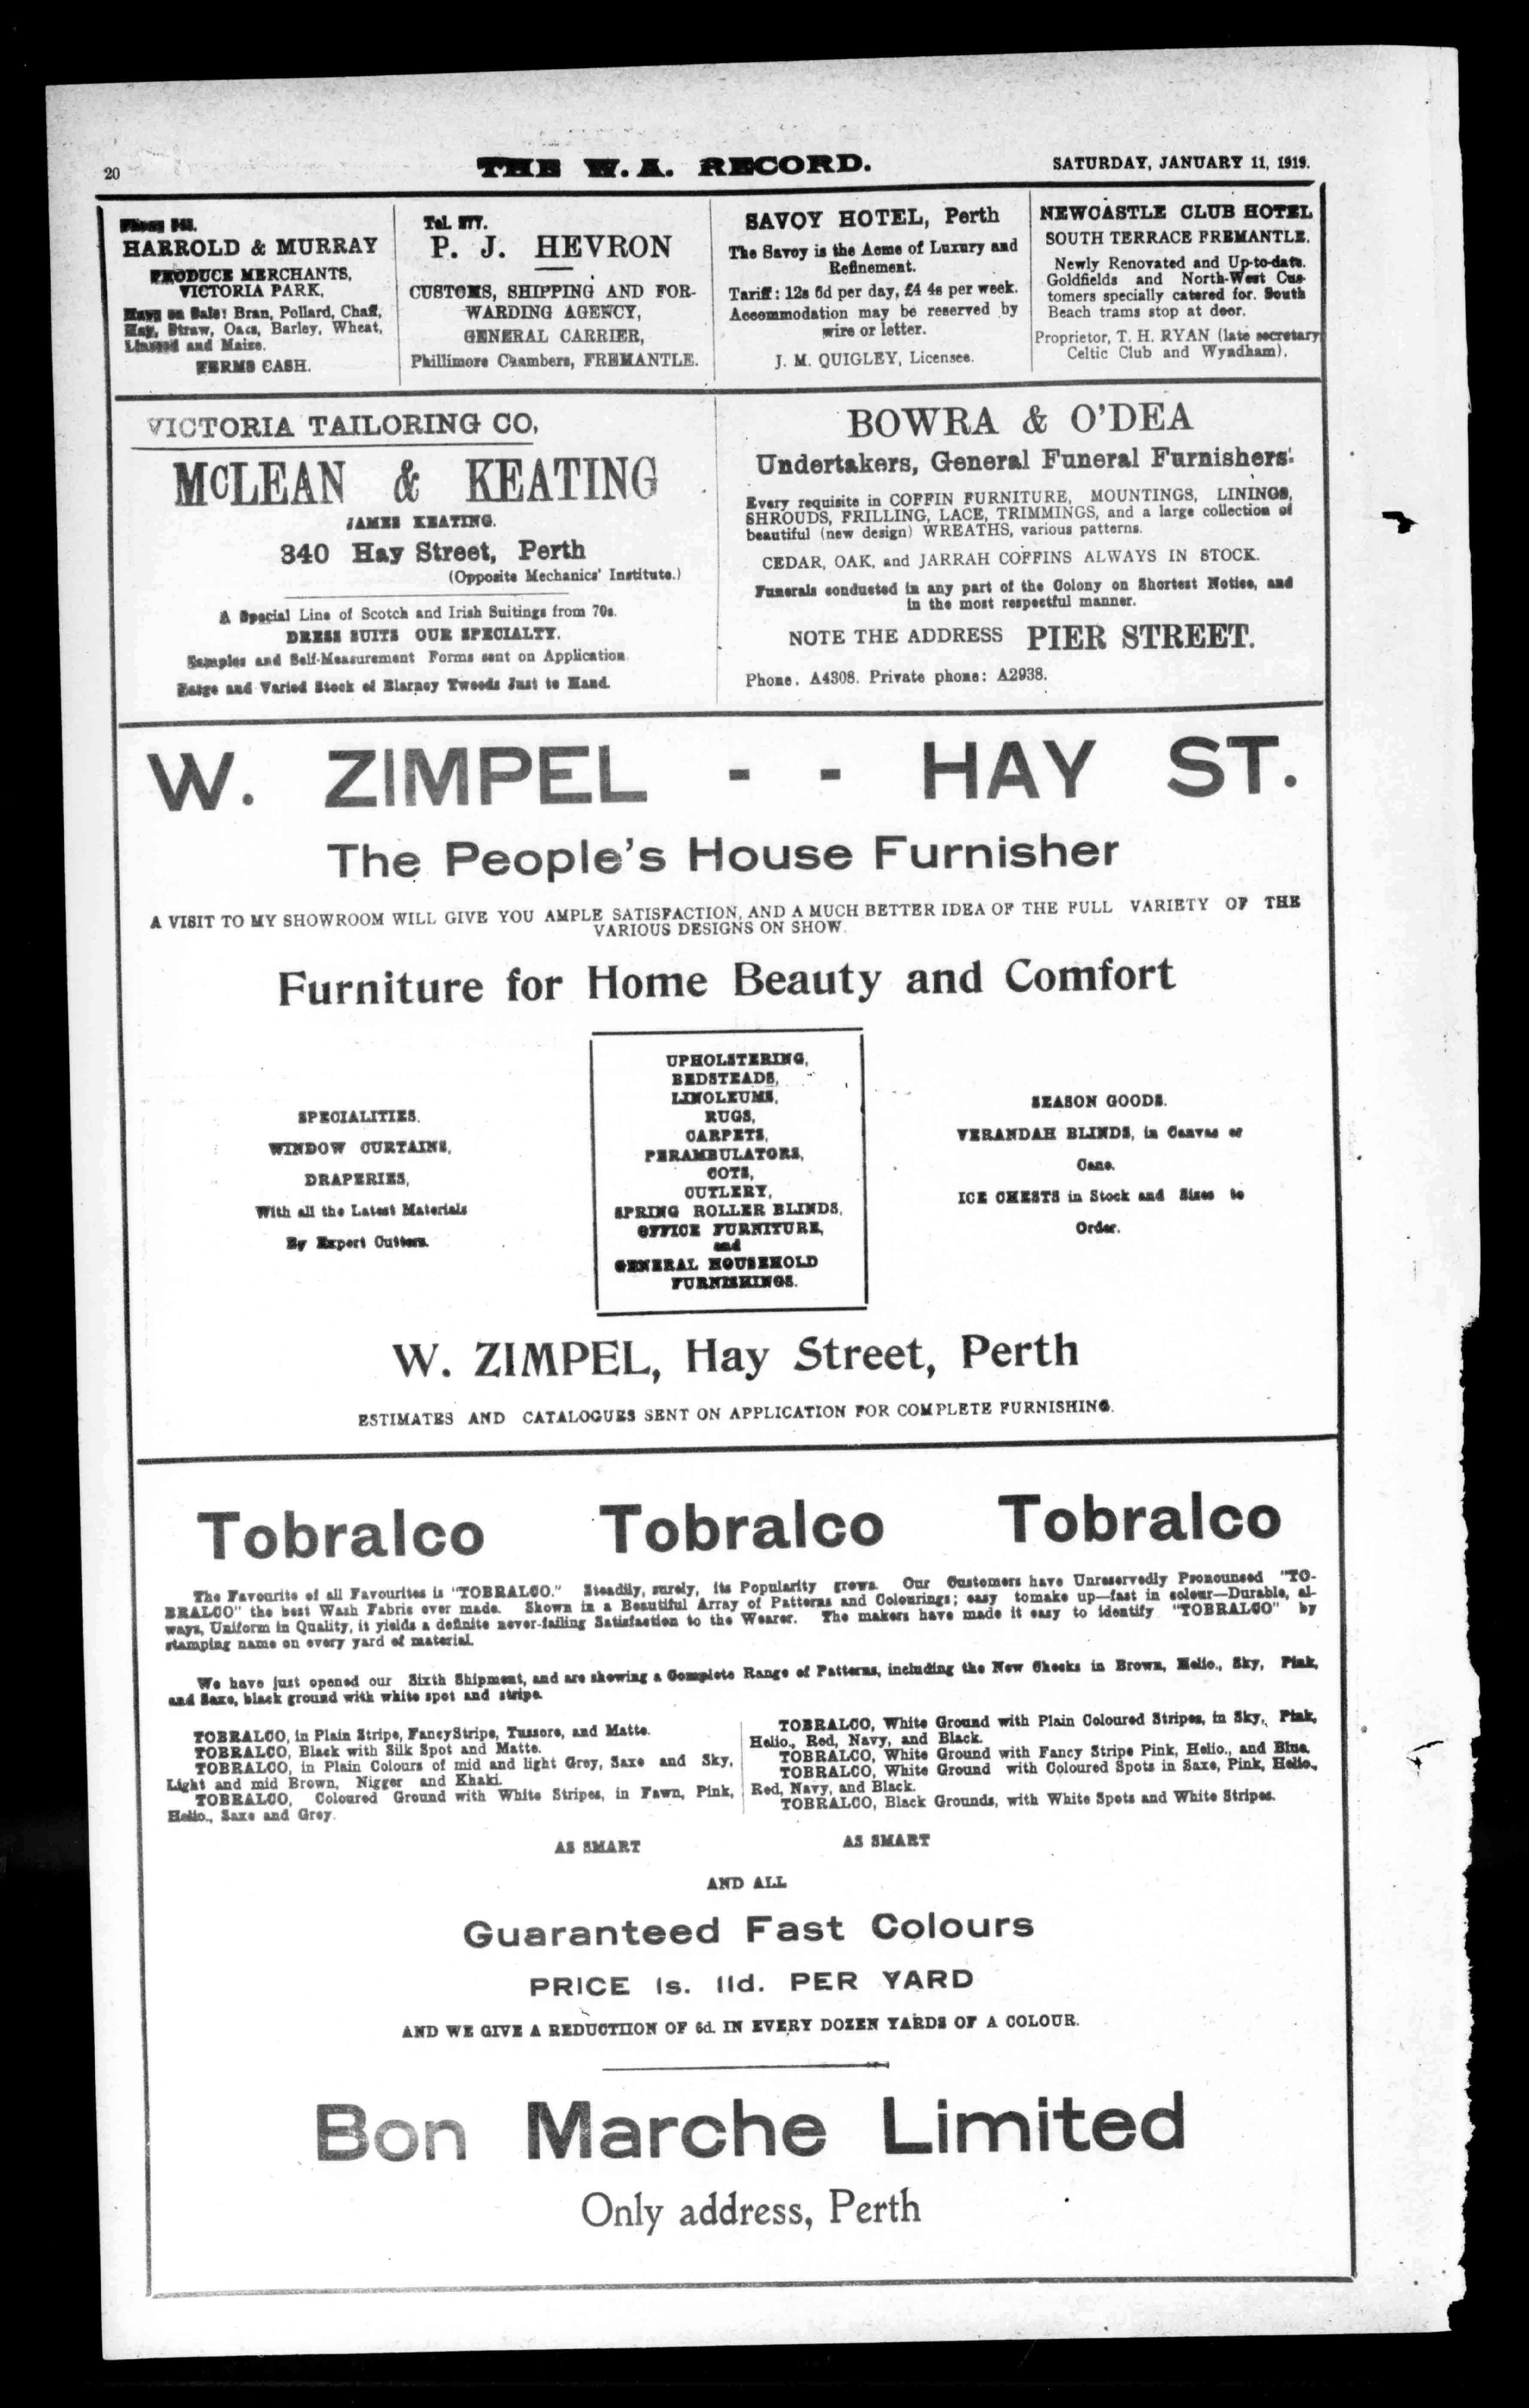 20
THE W.A. RECORD.
SATURDAY, JANUARY 11, 1919.
HARROLD & MURRAY
PRODUCE MERCHANTS,
VICTORIA PARK,
Have on Sale: Bran, Pollard, Chaff,
Hay, Straw, Oats, Barley, Wheat,
Linseed and Maize.
TERMS CASH.
Tel. 277.
P. J. HEVRON
CUSTOMS, SHIPPING AND FOR-
WARDING AGENCY,
GENERAL CARRIER,
Phillimore Chambers, FREMANTLE.
SAVOY HOTEL, Perth
The Savoy is the Acme of Luxury and
Refinement.
Tariff: 12s 6d per day, £4 4s per week.
Accommodation may be reserved by
wire or letter.
J. M. QUIGLEY, Licensee.
NEWCASTLE CLUB HOTEL
SOUTH TERRACE FREMANTLE.
Newly Renovated and Up-to-date.
Goldfields and North-West Cus-
tomers specially catered for. South
Beach trams stop at door.
Proprietor, T. H. RYAN (late secretary
Celtic Club and Wyndham).
VICTORIA TAILORING CO,
McLEAN & KEATING
JAMES KEATING.
340 Hay Street, Perth
(Opposite Mechanics' Institute.)
A Special Line of Scotch and Irish Suitings from 70s.
DRESS SUITS OUR SPECIALTY.
Samples and Self-Measurement Forms sent on Application
Large and Varied Stock of Blarney Tweeds Just to Hand.
BOWRA & O'DEA
Undertakers, General Funeral Furnishers.
Every requisite in COFFIN FURNITURE, MOUNTINGS, LININGS,
SHROUDS, FRILLING, LACE, TRIMMINGS, and a large collection of
beautiful (new design) WREATHS, various patterns.
CEDAR, OAK, and JARRAH COFFINS ALWAYS IN STOCK.
Funerals conducted in any part of the Colony on Shortest Notice, and
in the most respectful manner.
NOTE THE ADDRESS PIER STREET.
Phone. A4308. Private phone: A2938.
W. ZIMPEL - - HAY ST.
The People's House Furnisher
A VISIT TO MY SHOWROOM WILL GIVE YOU AMPLE SATISFACTION, AND A MUCH BETTER IDEA OF THE FULL VARIETY OF THE
VARIOUS DESIGNS ON SHOW.
Furniture for Home Beauty and Comfort
SPECIALITIES.
WINDOW CURTAINS,
DRAPERIES,
With all the Latest Materials
By Expert Cutters.
UPHOLSTERING,
BEDSTEADS,
LINOLEUMS,
RUGS,
CARPETS,
PERAMBULATORS,
COTS,
CUTLERY,
SPRING ROLLER BLINDS,
OFFICE FURNITURE,
and
GENERAL HOUSEHOLD
FURNISHINGS.
SEASON GOODS.
VERANDAH BLINDS, in Canvas or
Cane.
ICE CHESTS in Stock and Sizes to
Order.
W. ZIMPEL, Hay Street, Perth
ESTIMATES AND CATALOGUES SENT ON APPLICATION FOR COMPLETE FURNISHING.
Tobralco Tobralco Tobralco
The Favourite of all Favourites is "TOBRALCO." Steadily, surely, its Popularity grows. Our Customers have Unreservedly Pronounced "TO-
BRALCO" the best Wash Fabric ever made. Shown in a Beautiful Array of Patterns and Colourings; easy tomake up—fast in colour—Durable, al-
ways, Uniform in Quality, it yields a definite never-failing Satisfaction to the Wearer. The makers have made it easy to identify "TOBRALCO" by
stamping name on every yard of material.
We have just opened our Sixth Shipment, and are showing a Complete Range of Patterns, including the New Checks in Brown, Helio., Sky, Pink,
and Saxe, black ground with white spot and stripe.
TOBRALCO, in Plain Stripe, FancyStripe, Tussore, and Matte.
TOBRALCO, Black with Silk Spot and Matte.
TOBRALCO, in Plain Colours of mid and light Grey, Saxe and Sky,
Light and mid Brown, Nigger and Khaki.
TOBRALCO, Coloured Ground with White Stripes, in Fawn, Pink,
Helio., Saxe and Grey.
TOBRALCO, White Ground with Plain Coloured Stripes, in Sky., Pink,
Helio., Red, Navy, and Black.
TOBRALCO, White Ground with Fancy Stripe Pink, Helio., and Blue.
TOBRALCO, White Ground with Coloured Spots in Saxe, Pink, Helio.,
Red, Navy, and Black.
TOBRALCO, Black Grounds, with White Spots and White Stripes.
AS SMART AS SMART
AND ALL
Guaranteed Fast Colours
PRICE 1s. 11d. PER YARD
AND WE GIVE A REDUCTIION OF 6d. IN EVERY DOZEN YARDS OF A COLOUR.
Bon Marche Limited
Only address, Perth